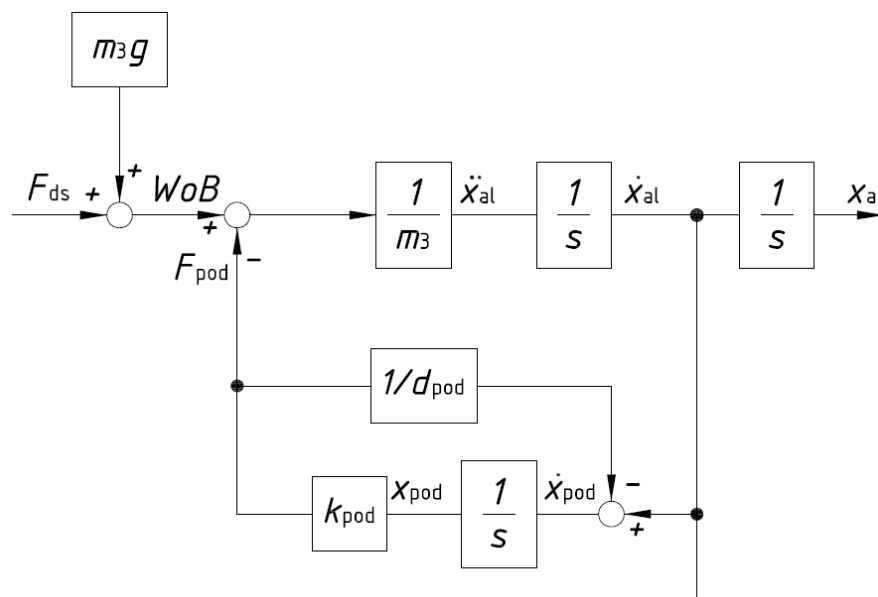 m₃g
+
F_ds + WoB
+
1/m₃ ẍ_al 1/s ẋ_al 1/s x_a
F_pod -
1/d_pod
k_pod x_pod 1/s ẋ_pod -
+